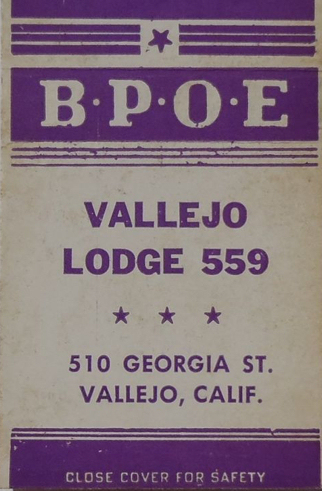 B·P·O·E
VALLEJO
LODGE 559
510 GEORGIA ST.
VALLEJO, CALIF.
CLOSE COVER FOR SAFETY